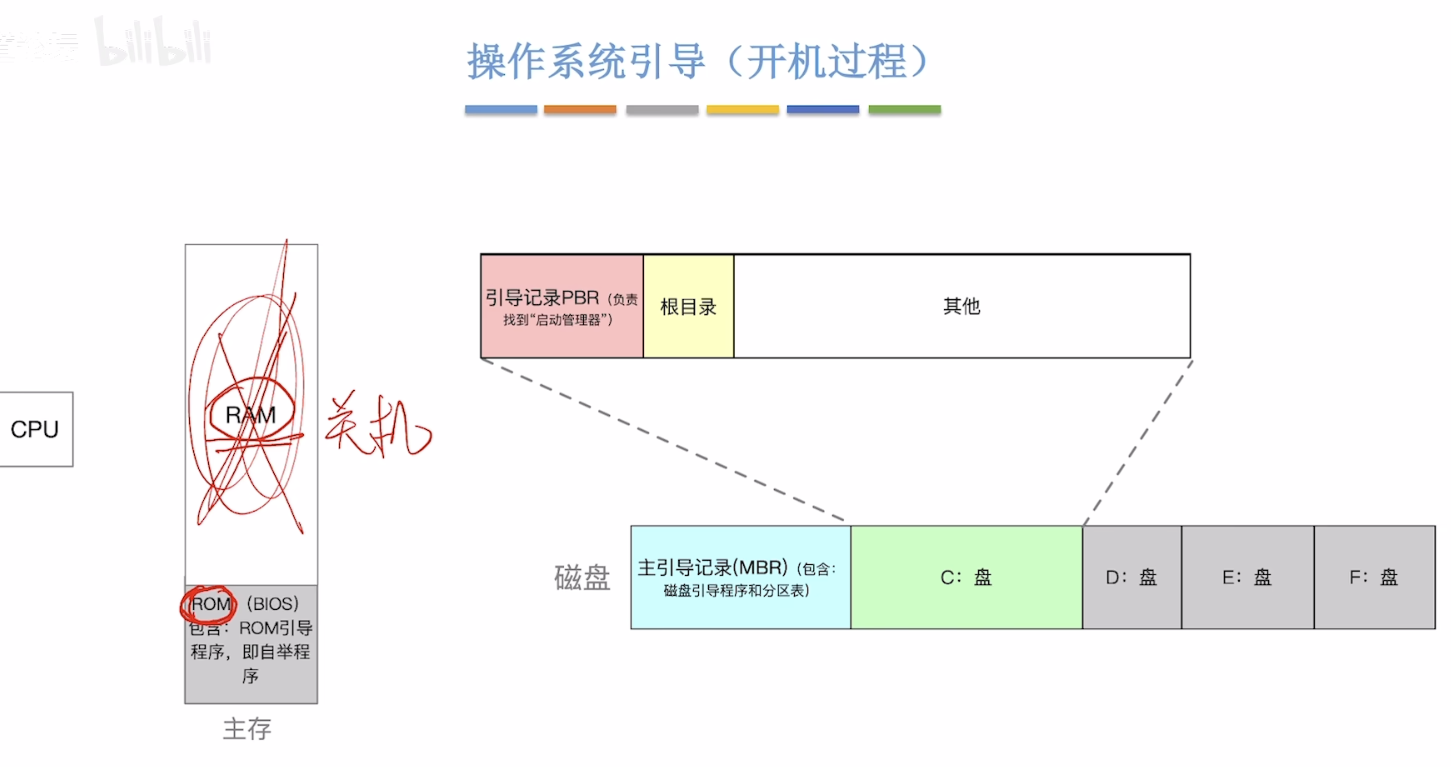 bilibili
操作系统引导（开机过程）
引导记录PBR（负责
找到“启动管理器”）
根目录
其他
CPU
RAM
关机
磁盘
主引导记录(MBR)（包含：
磁盘引导程序和分区表）
C：盘
D：盘
E：盘
F：盘
ROM（BIOS）
包含：ROM引导
程序，即自举程
序
主存